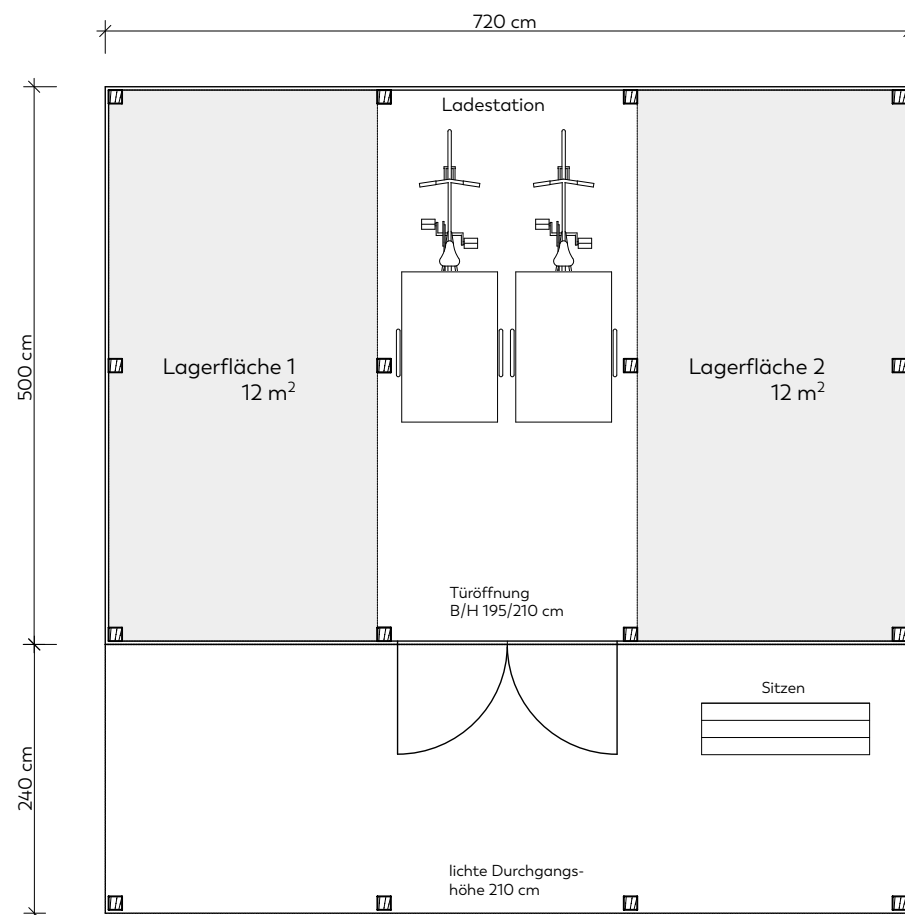 720 cm
Ladestation
500 cm
Lagerfläche 1
12 m²
Lagerfläche 2
12 m²
Türöffnung
B/H 195/210 cm
Sitzen
240 cm
lichte Durchgangs-
höhe 210 cm